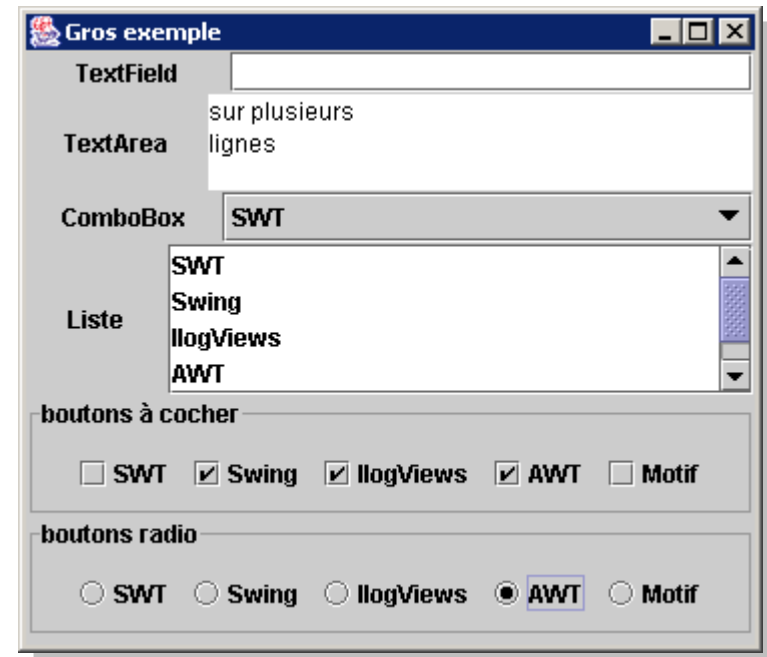 Gros exemple
TextField
sur plusieurs
TextArea lignes
ComboBox SWT
SWT
Swing
Liste
IlogViews
AWT
boutons à cocher
SWT Swing IlogViews AWT Motif
boutons radio
SWT Swing IlogViews AWT Motif